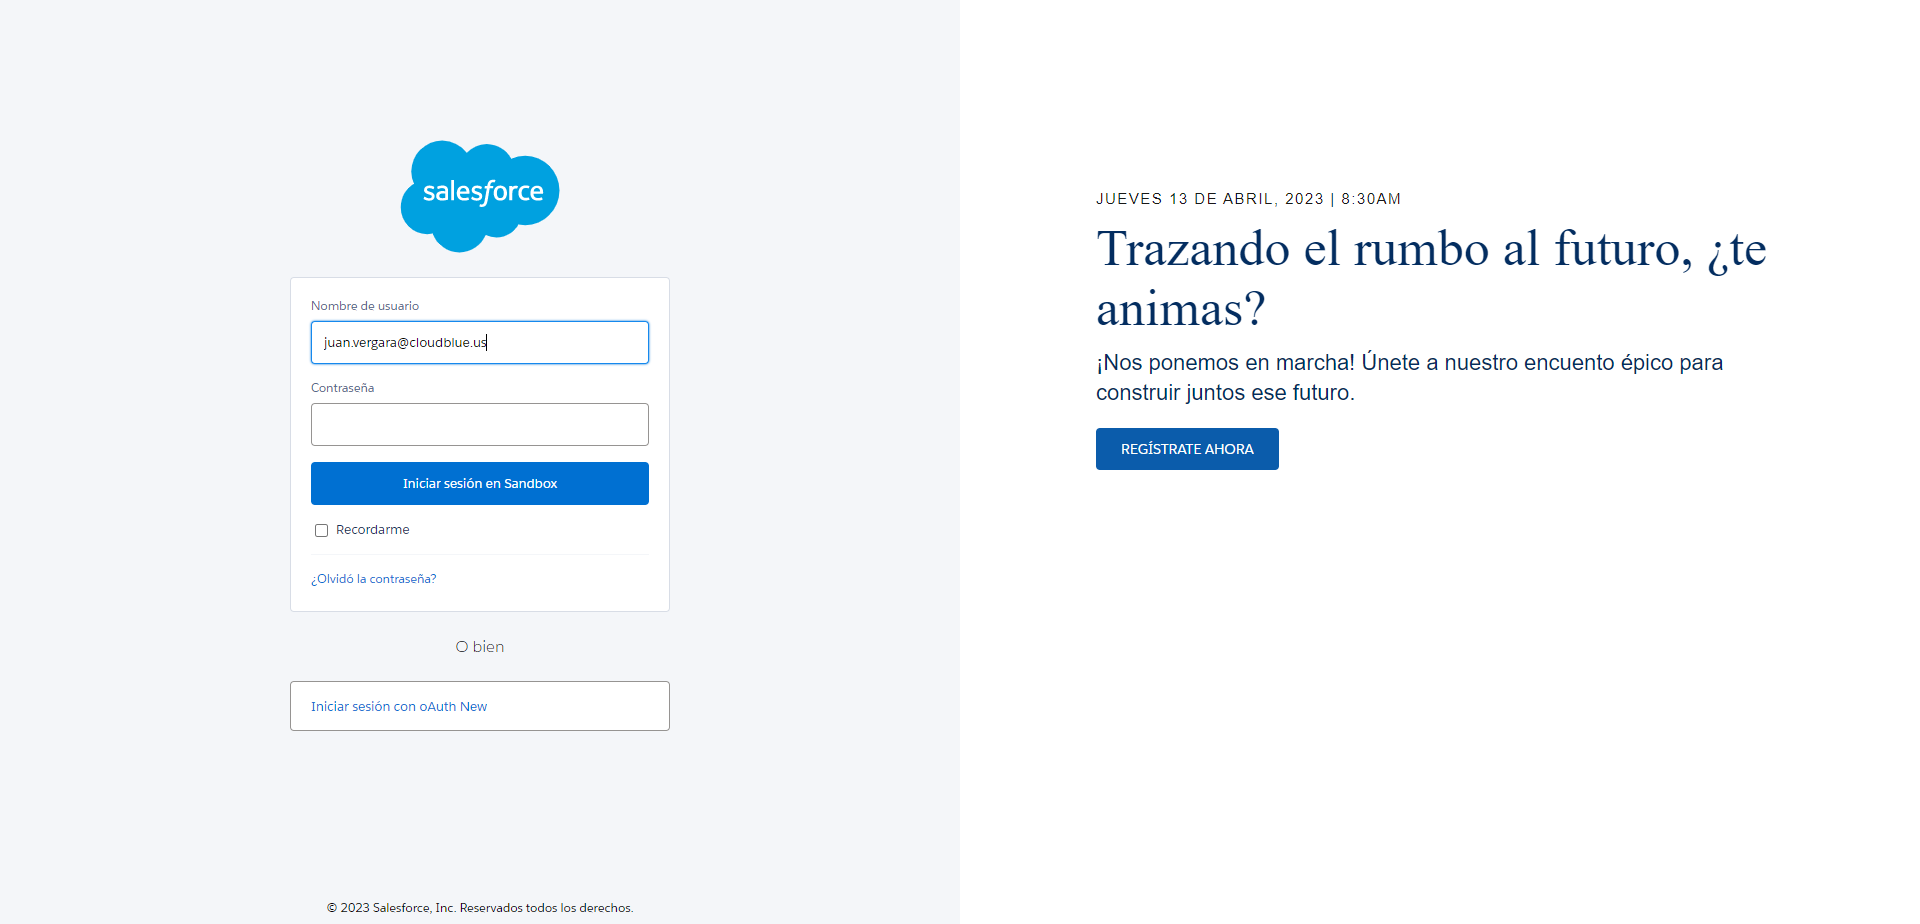 salesforce
Nombre de usuario
juan.vergara@cloudblue.us
Contraseña
Iniciar sesión en Sandbox
Recordarme
¿Olvidó la contraseña?
O bien
Iniciar sesión con oAuth New
© 2023 Salesforce, Inc. Reservados todos los derechos.
JUEVES 13 DE ABRIL, 2023 | 8:30AM
Trazando el rumbo al futuro, ¿te
animas?
¡Nos ponemos en marcha! Únete a nuestro encuento épico para
construir juntos ese futuro.
REGÍSTRATE AHORA